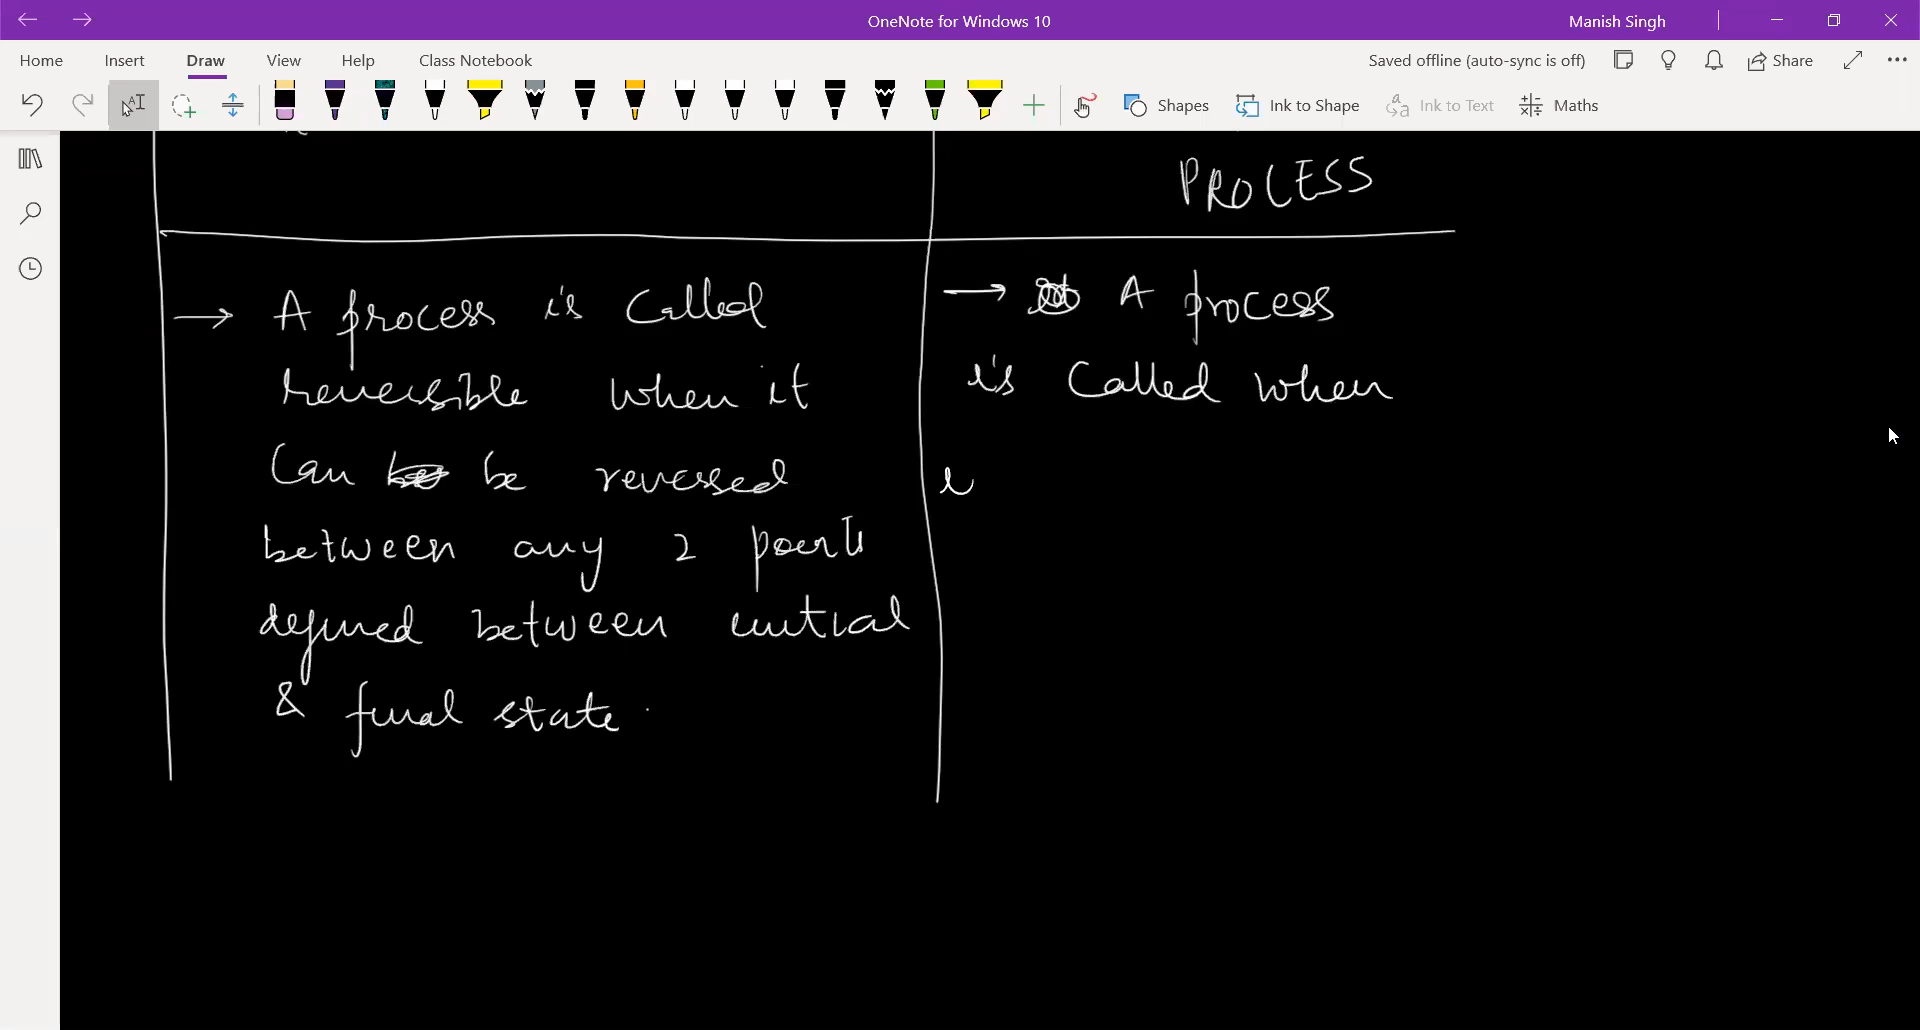 OneNote for Windows 10
Manish Singh
Home Insert Draw View Help Class Notebook
Saved offline (auto-sync is off) Share
Shapes Ink to Shape Ink to Text Maths
PROCESS
→ A process is Called
reversible when it
Can be reversed
between any 2 points
defined between initial
& final state.
→ A process
is Called when